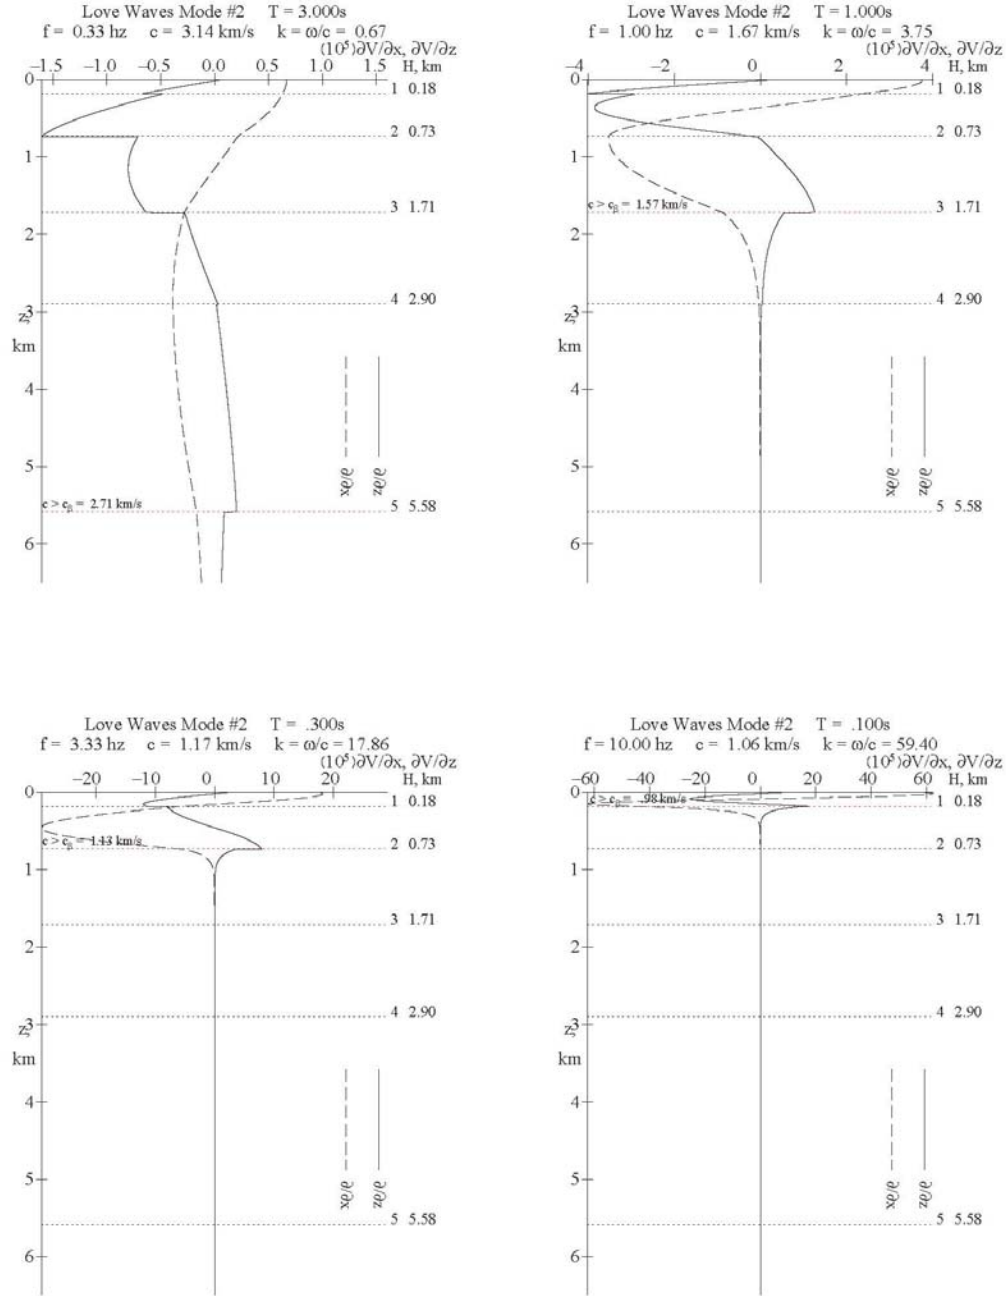 Love Waves Mode #2 T = 3.000s
f = 0.33 hz c = 3.14 km/s k = ω/c = 0.67
(10⁵)∂V/∂x, ∂V/∂z
−1.5 −1.0 −0.5 0.0 0.5 1.0 1.5 H, km
0
1 0.18
2 0.73
1
3 1.71
2
4 2.90
3
z,
km
4
∂/∂x
∂/∂z
5
c > cᵦ = 2.71 km/s
5 5.58
6
Love Waves Mode #2 T = 1.000s
f = 1.00 hz c = 1.67 km/s k = ω/c = 3.75
(10⁵)∂V/∂x, ∂V/∂z
−4 −2 0 2 4 H, km
0
1 0.18
2 0.73
1
c > cᵦ = 1.57 km/s
3 1.71
2
4 2.90
3
z,
km
4
∂/∂x
∂/∂z
5
5 5.58
6
Love Waves Mode #2 T = .300s
f = 3.33 hz c = 1.17 km/s k = ω/c = 17.86
(10⁵)∂V/∂x, ∂V/∂z
−20 −10 0 10 20 H, km
0
1 0.18
c > cᵦ = 1.13 km/s
2 0.73
1
3 1.71
2
4 2.90
3
z,
km
4
∂/∂x
∂/∂z
5
5 5.58
6
Love Waves Mode #2 T = .100s
f = 10.00 hz c = 1.06 km/s k = ω/c = 59.40
(10⁵)∂V/∂x, ∂V/∂z
−60 −40 −20 0 20 40 60 H, km
0
c > cᵦ = .98 km/s
1 0.18
2 0.73
1
3 1.71
2
4 2.90
3
z,
km
4
∂/∂x
∂/∂z
5
5 5.58
6